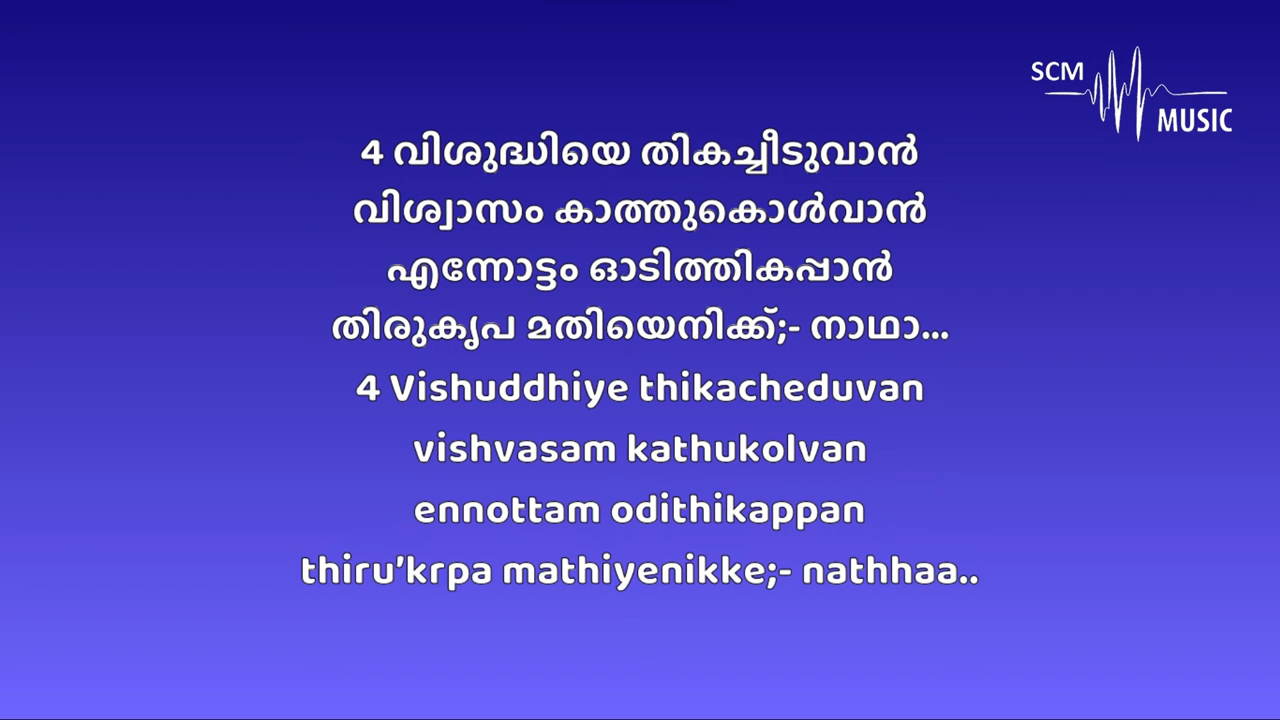 SCM
MUSIC
4 വിശുദ്ധിയെ തികച്ചീടുവാൻ
വിശ്വാസം കാത്തുകൊൾവാൻ
എന്നോട്ടം ഓടിത്തികപ്പാൻ
തിരുകൃപ മതിയെനിക്ക്;- നാഥാ...
4 Vishuddhiye thikacheduvan
vishvasam kathukolvan
ennottam odithikappan
thiru’krpa mathiyenikke;- nathhaa..